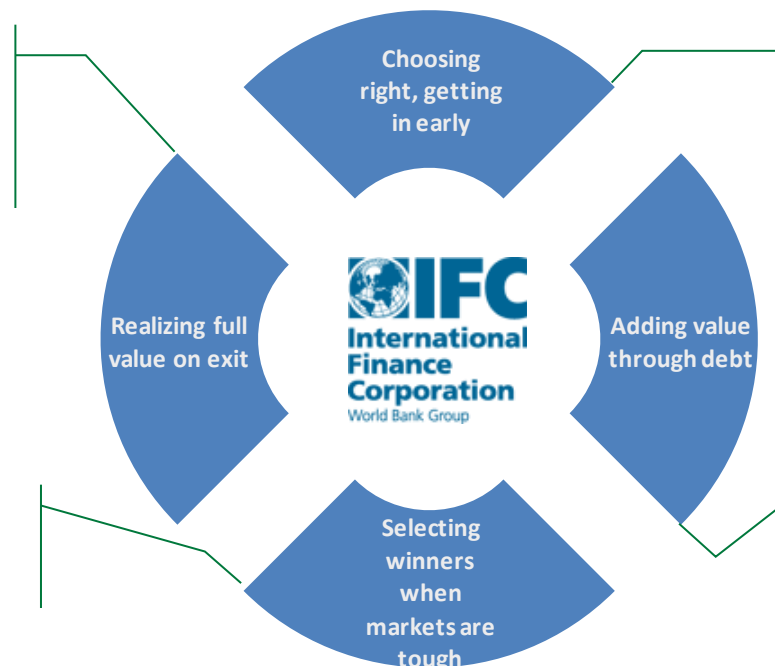 Choosing
right, getting
in early
Realizing full
value on exit
IFC
International
Finance
Corporation
World Bank Group
Adding value
through debt
Selecting
winners
when
markets are
tough